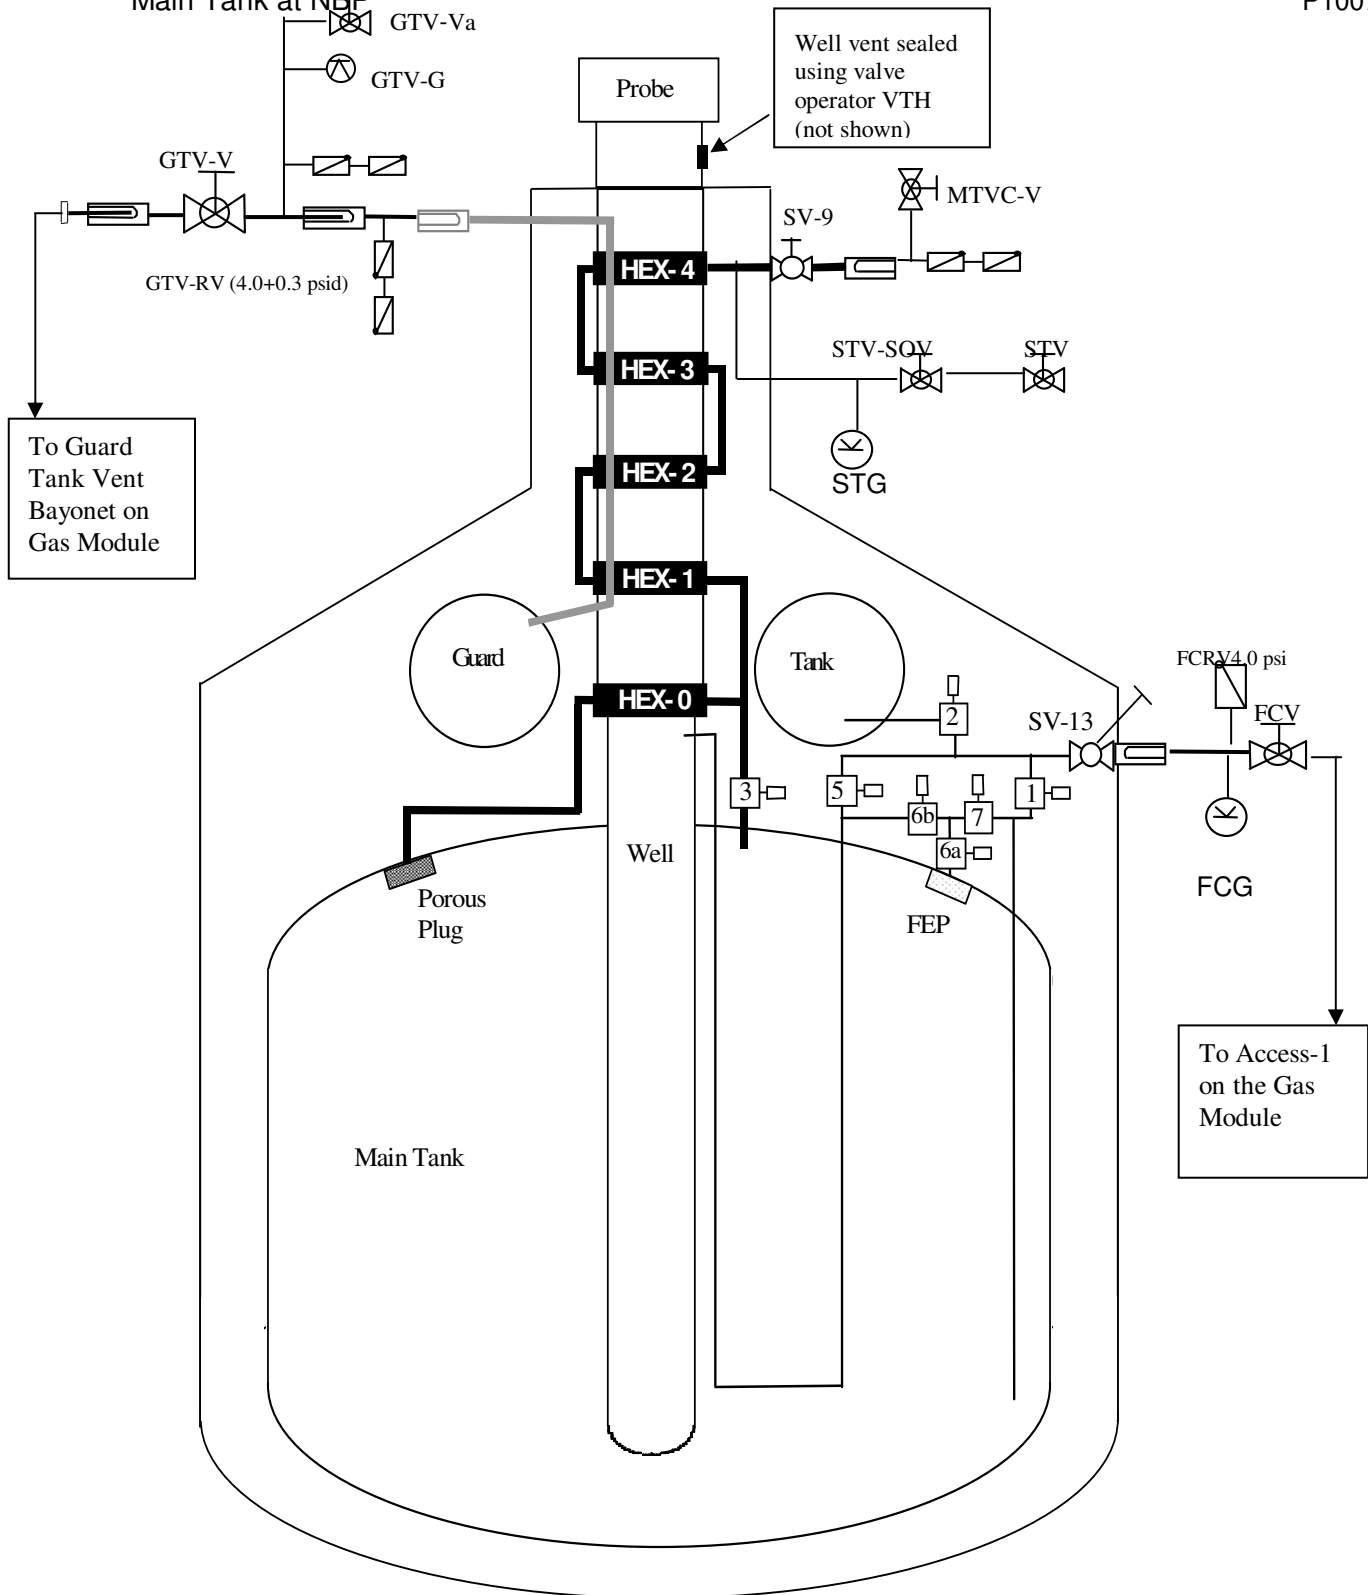 Main Tank at NBP
GTV-Va
GTV-G
GTV-V
GTV-RV (4.0+0.3 psid)
To Guard
Tank Vent
Bayonet on
Gas Module
Probe
Well vent sealed
using valve
operator VTH
(not shown)
MTVC-V
SV-9
HEX- 4
HEX- 3
HEX- 2
HEX- 1
HEX- 0
STV-SOV
STV
STG
Guard
Tank
FCRV4.0 psi
FCV
SV-13
2
3
5
1
6b
7
6a
Well
Porous
Plug
FEP
FCG
To Access-1
on the Gas
Module
Main Tank